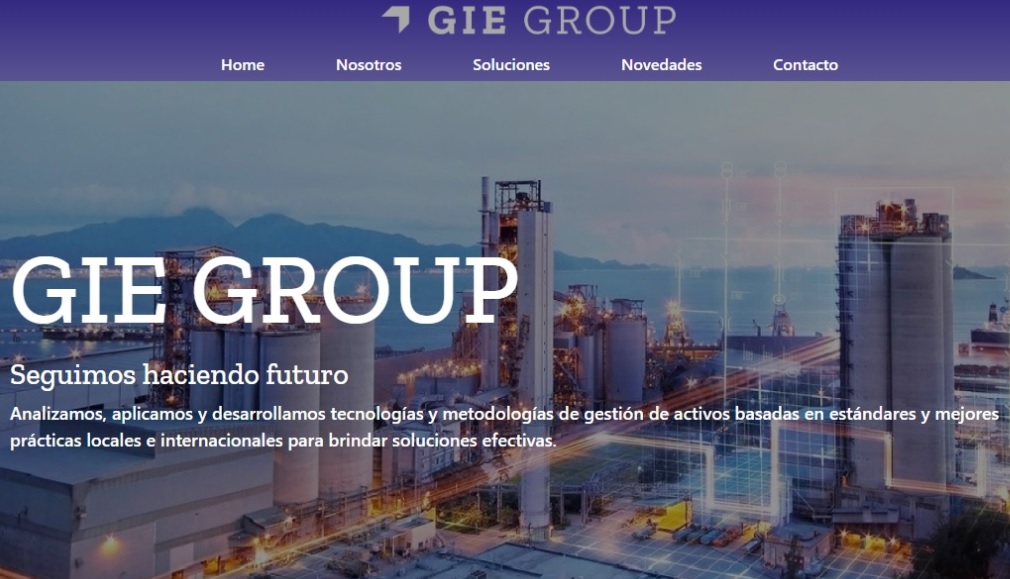 GIE GROUP
Home Nosotros Soluciones Novedades Contacto
GIE GROUP
Seguimos haciendo futuro
Analizamos, aplicamos y desarrollamos tecnologías y metodologías de gestión de activos basadas en estándares y mejores
prácticas locales e internacionales para brindar soluciones efectivas.